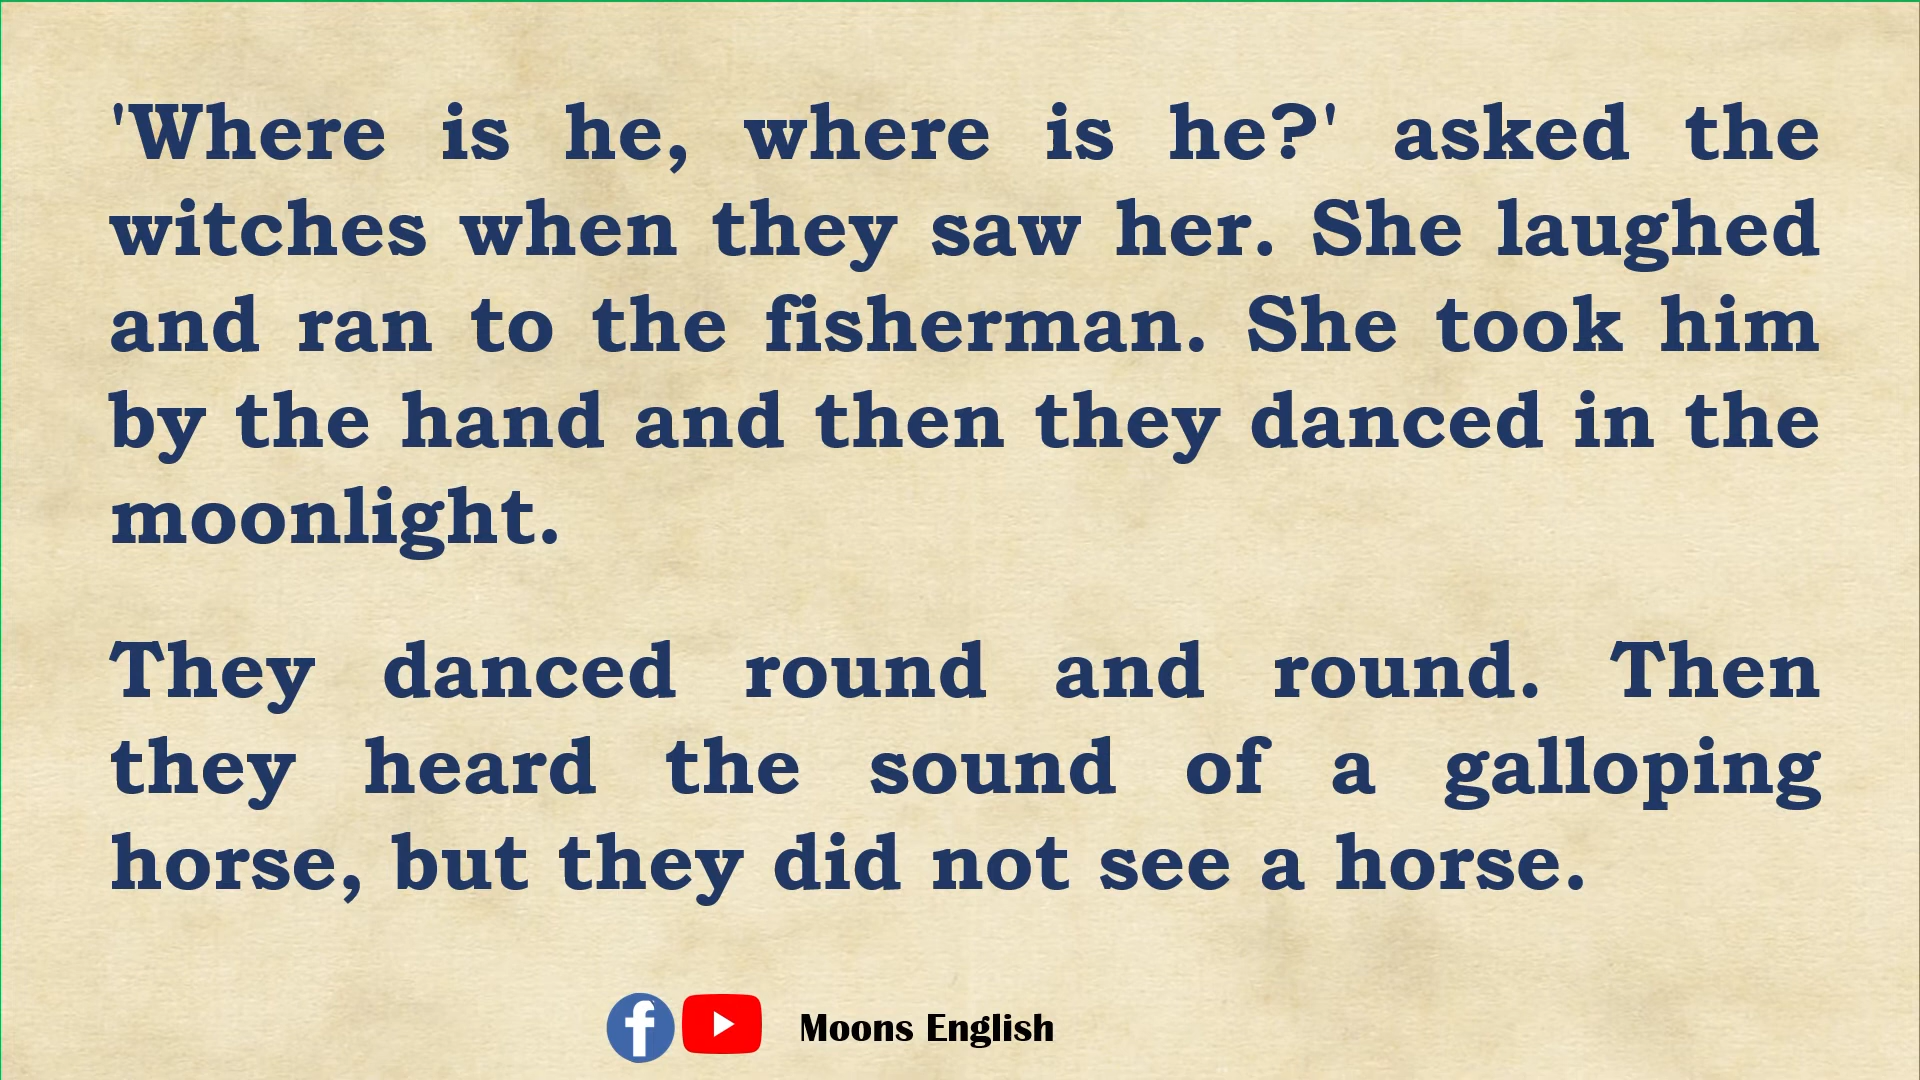 'Where is he, where is he?' asked the
witches when they saw her. She laughed
and ran to the fisherman. She took him
by the hand and then they danced in the
moonlight.
They danced round and round. Then
they heard the sound of a galloping
horse, but they did not see a horse.
Moons English